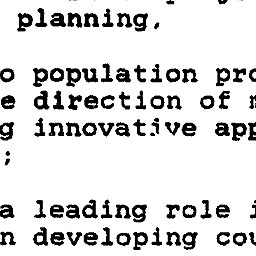 planning,
o population pro
e direction of
g innovative app
;
a leading role
n developing cou